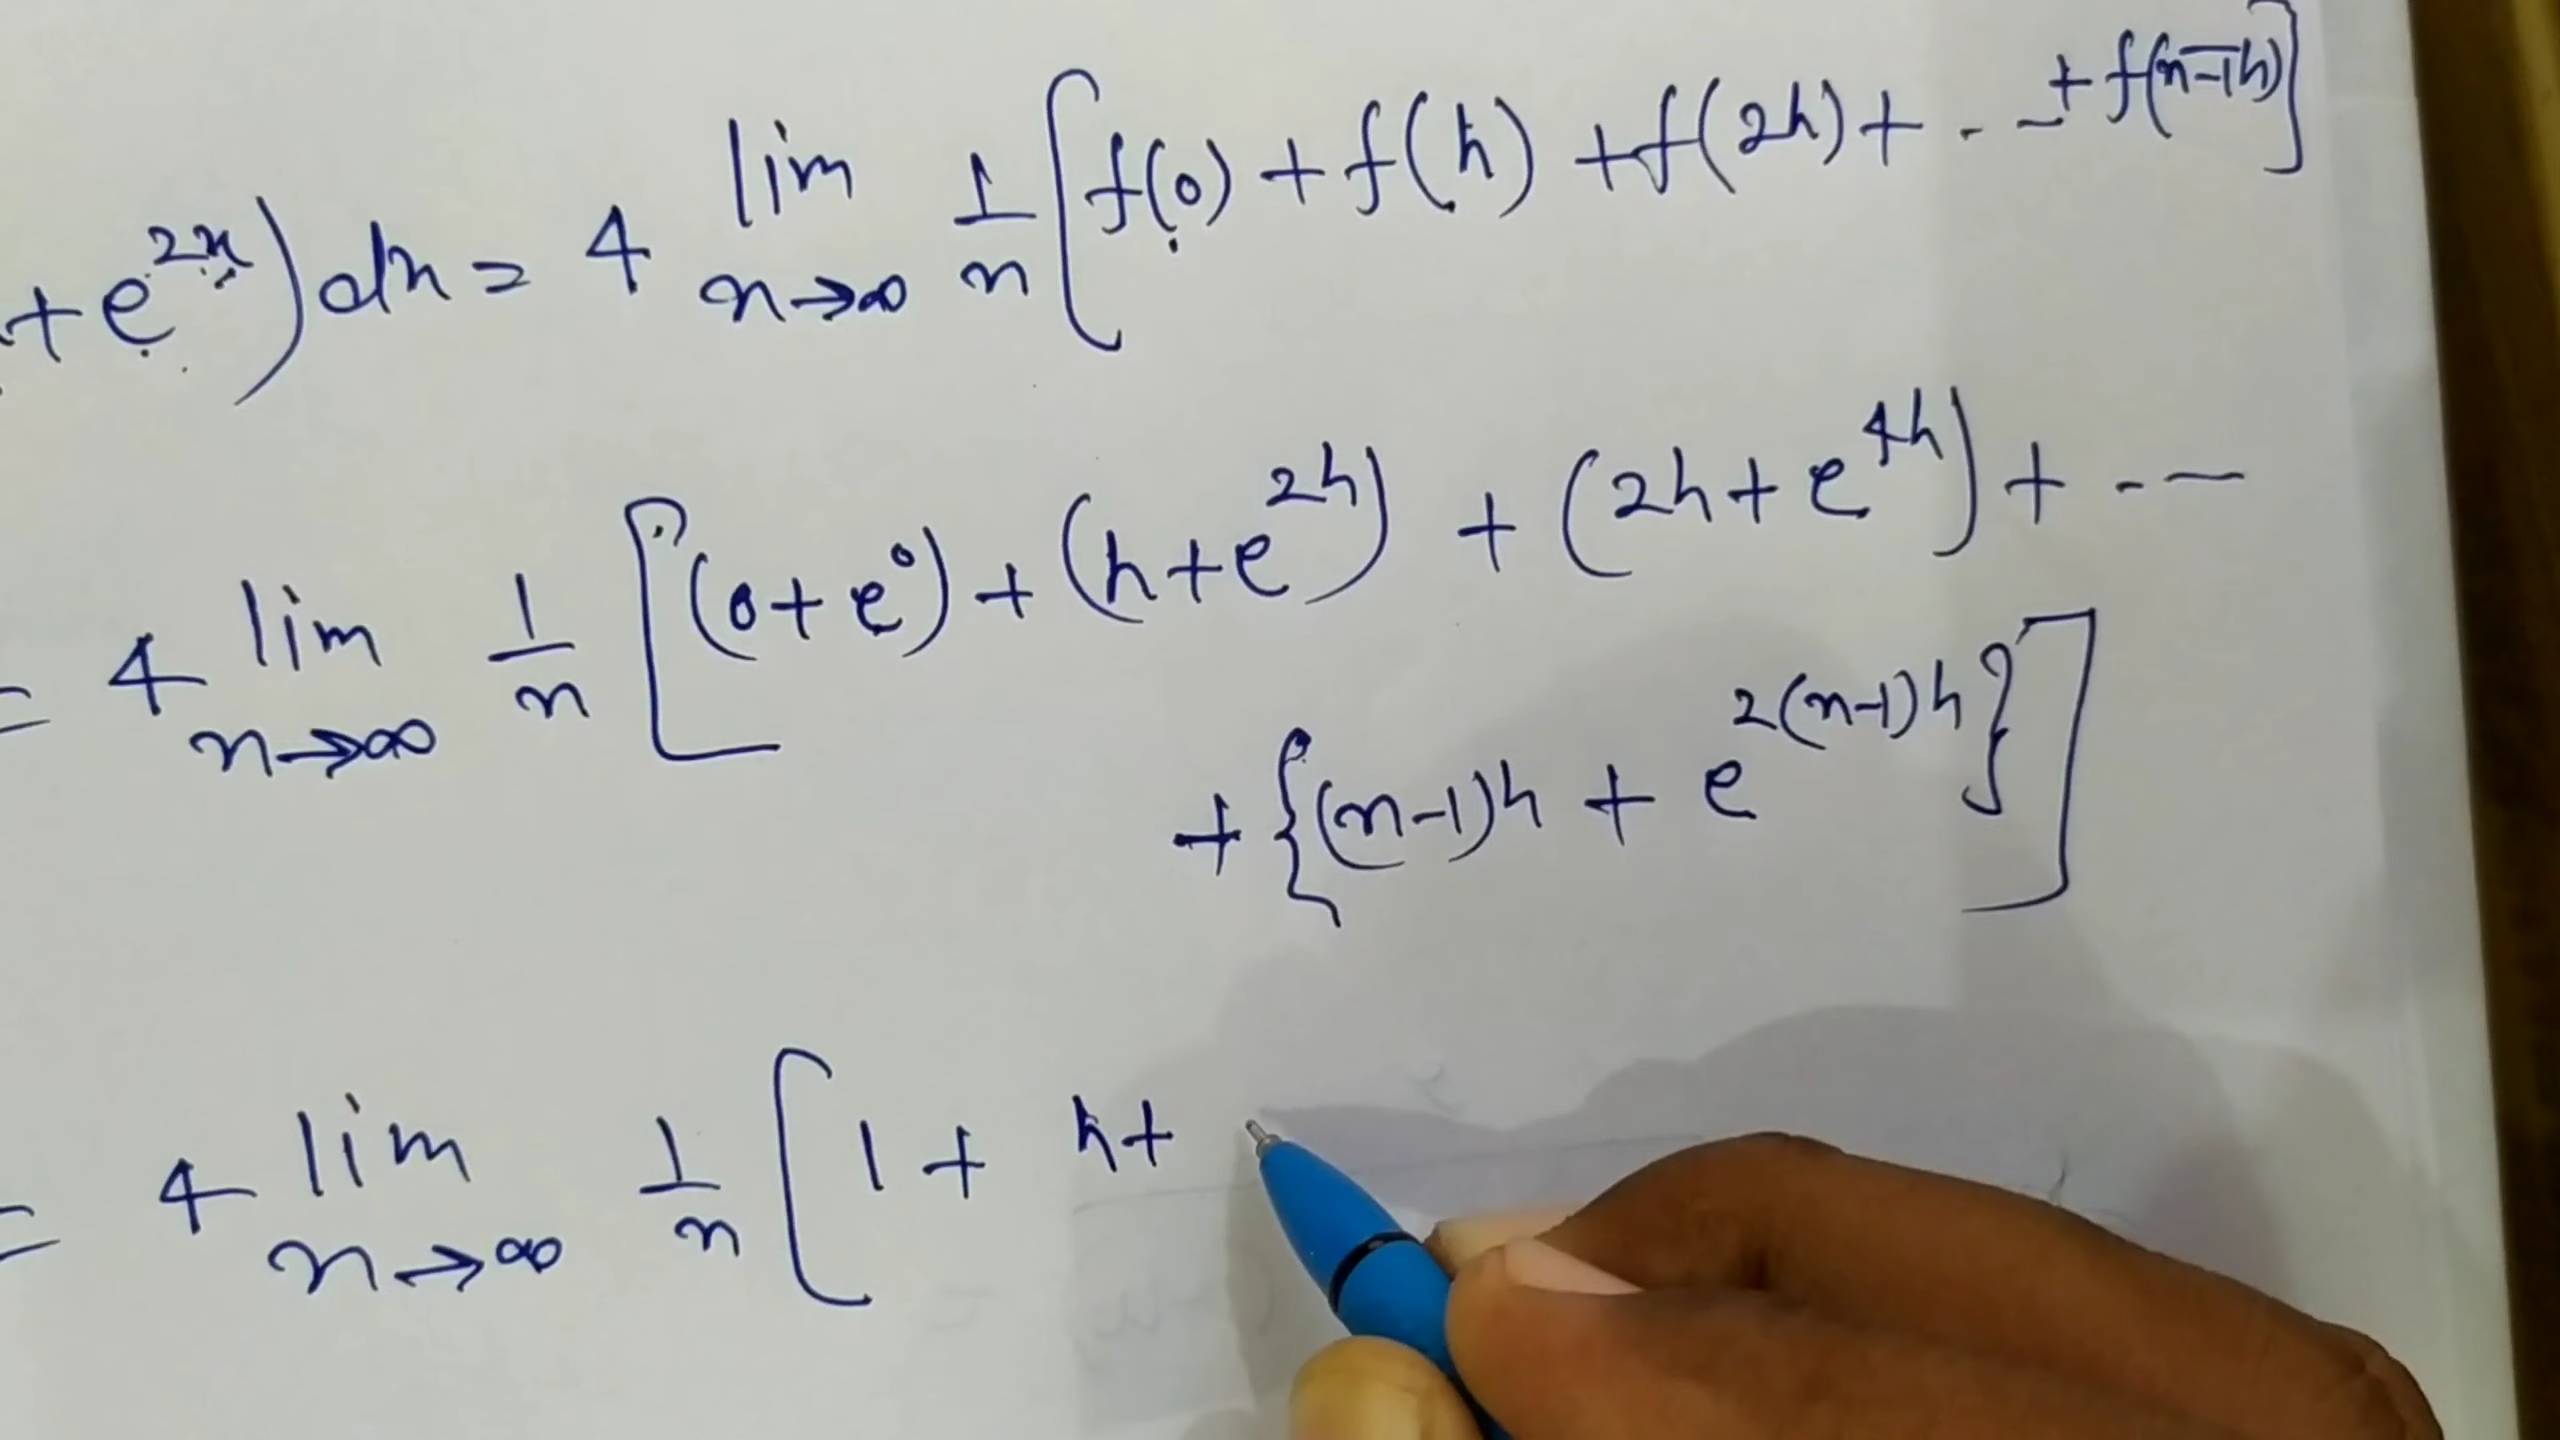 + e^{2x}) dx = 4 lim_{n→∞} 1/n [f(0) + f(h) + f(2h) + . - + f(\overline{n-1}h)]
= 4 lim_{n→∞} 1/n [(0 + e^0) + (h + e^{2h}) + (2h + e^{4h}) + - —
+ {(n-1)h + e^{2(n-1)h}}]
= 4 lim_{n→∞} 1/n [1 + h +